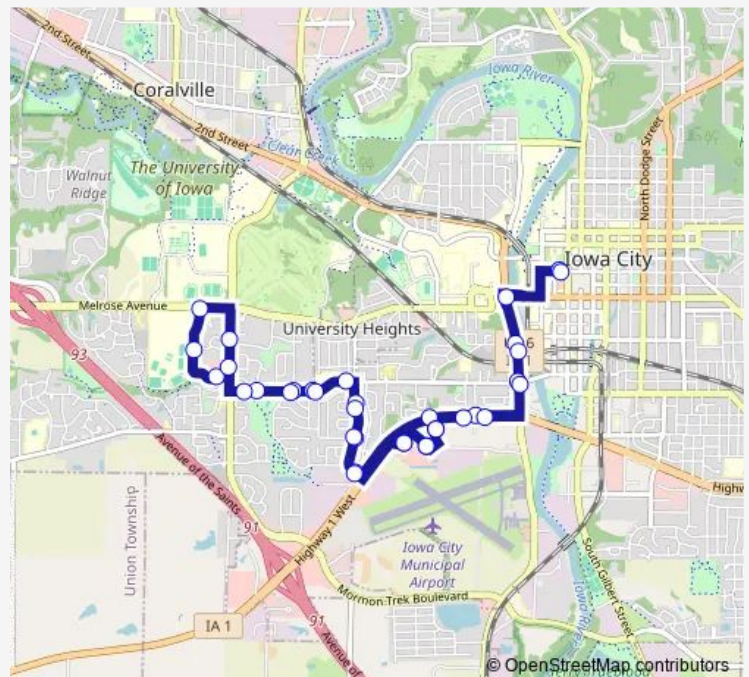 2nd Street
Coralville
Iowa River
2nd Street
Clear Creek
The University
of Iowa
Walnut
Ridge
North Dodge Street
Iowa City
Melrose Avenue
University Heights
6
93
Avenue of the Saints
Highway 1 West
91
Union Township
Iowa City
Municipal
Airport
Mormon Trek Boulevard
South Gilbert Street
Iowa River
IA 1
91
Avenue of
© OpenStreetMap contributors